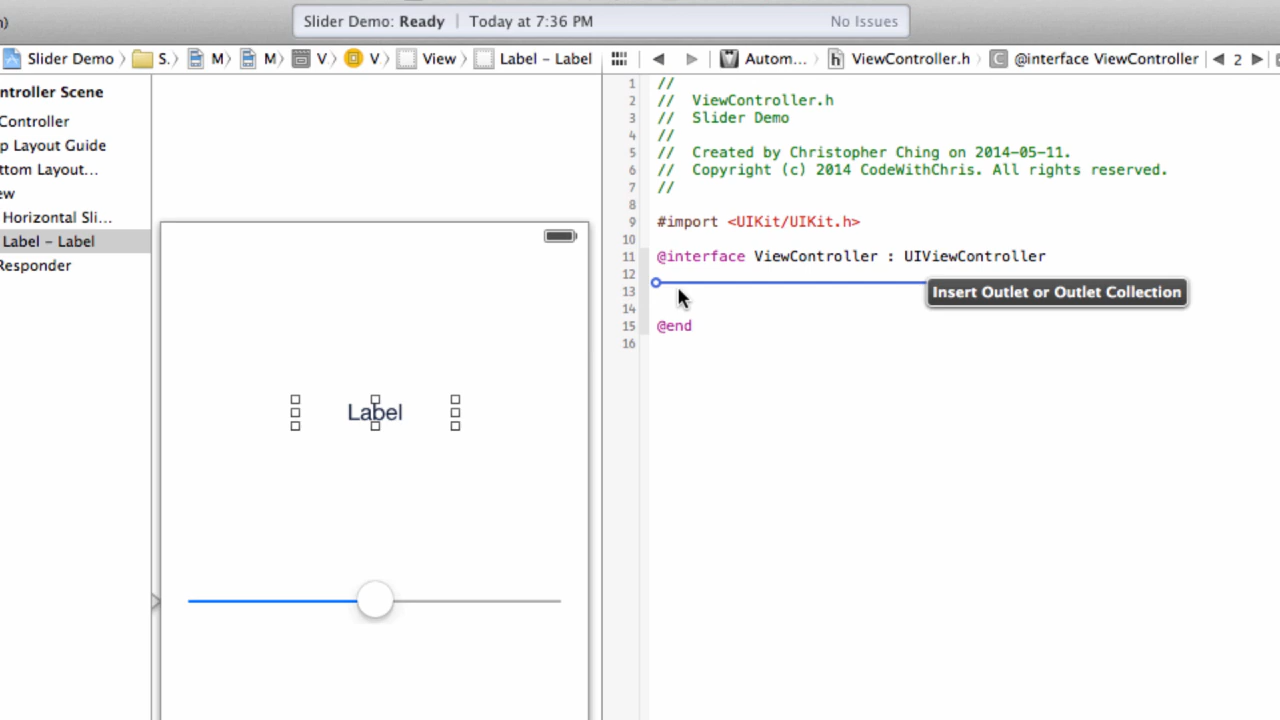 n)
Slider Demo: Ready | Today at 7:36 PM
No Issues
Slider Demo
S.
M
M
V
V.
View
Label – Label
Autom...
ViewController.h
@interface ViewController
2
ntroller Scene
Controller
p Layout Guide
ttom Layout...
ew
Horizontal Sli...
Label – Label
Responder
Label
1 //
2 //  ViewController.h
3 //  Slider Demo
4 //
5 //  Created by Christopher Ching on 2014-05-11.
6 //  Copyright (c) 2014 CodeWithChris. All rights reserved.
7 //
8
9 #import <UIKit/UIKit.h>
10
11 @interface ViewController : UIViewController
12
Insert Outlet or Outlet Collection
13
14
15 @end
16